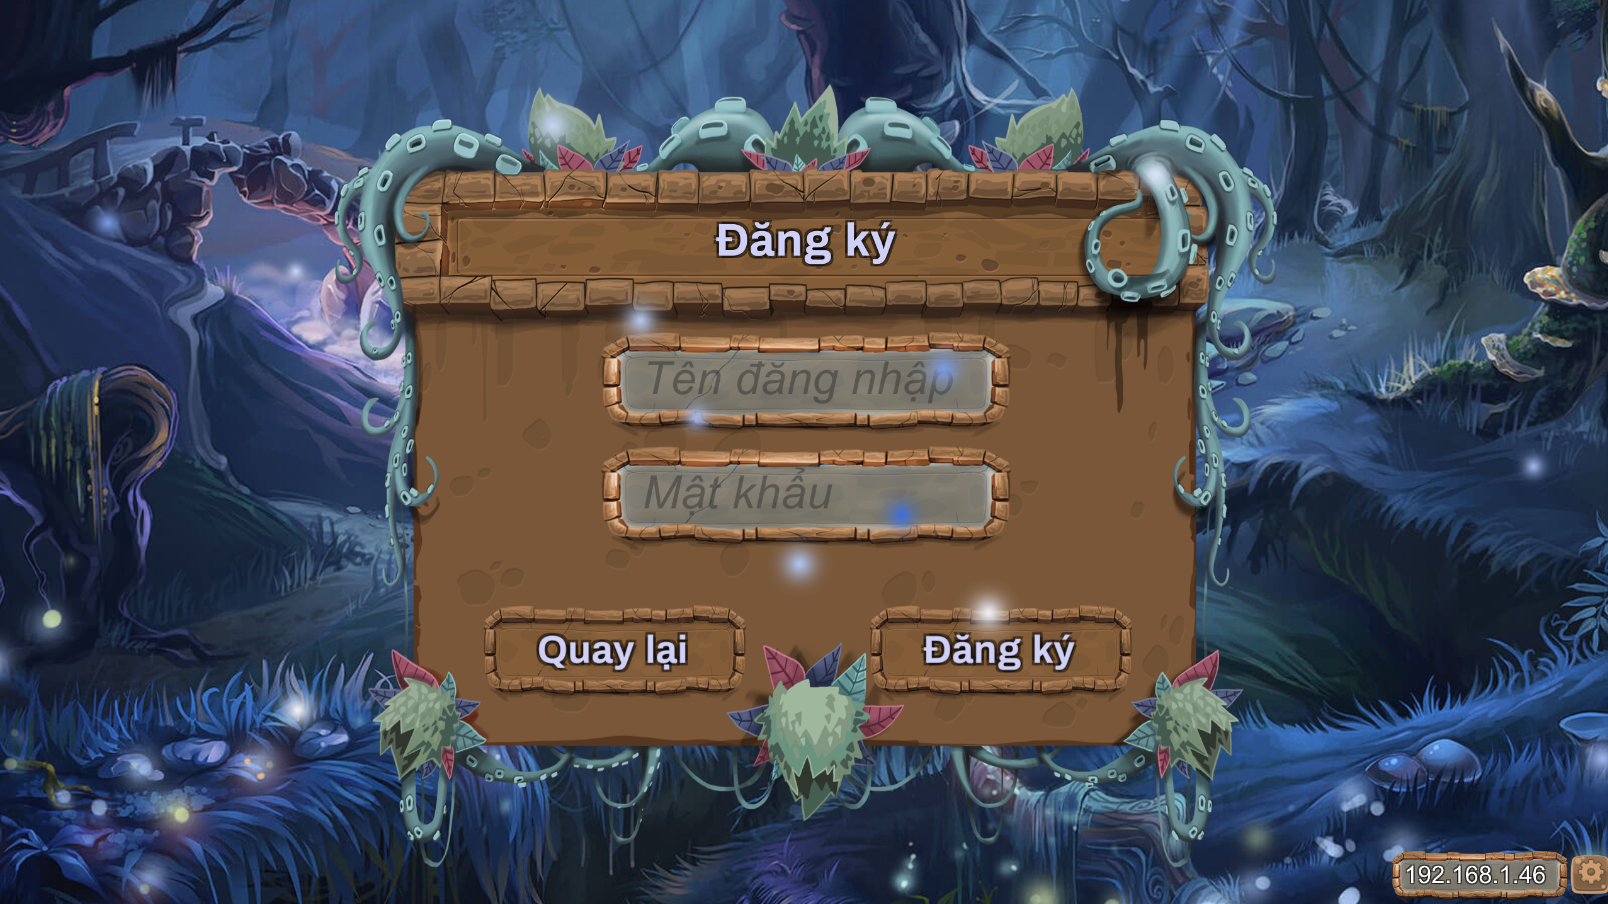 Đăng ký
Tên đăng nhập
Mật khẩu
Quay lại
Đăng ký
192.168.1.46